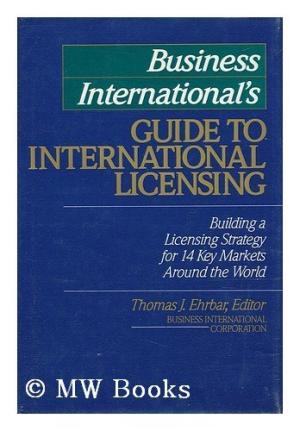 Business
International's
GUIDE TO
INTERNATIONAL
LICENSING
Building a
Licensing Strategy
for 14 Key Markets
Around the World
Thomas J. Ehrbar, Editor
BUSINESS INTERNATIONAL
CORPORATION
© MW Books